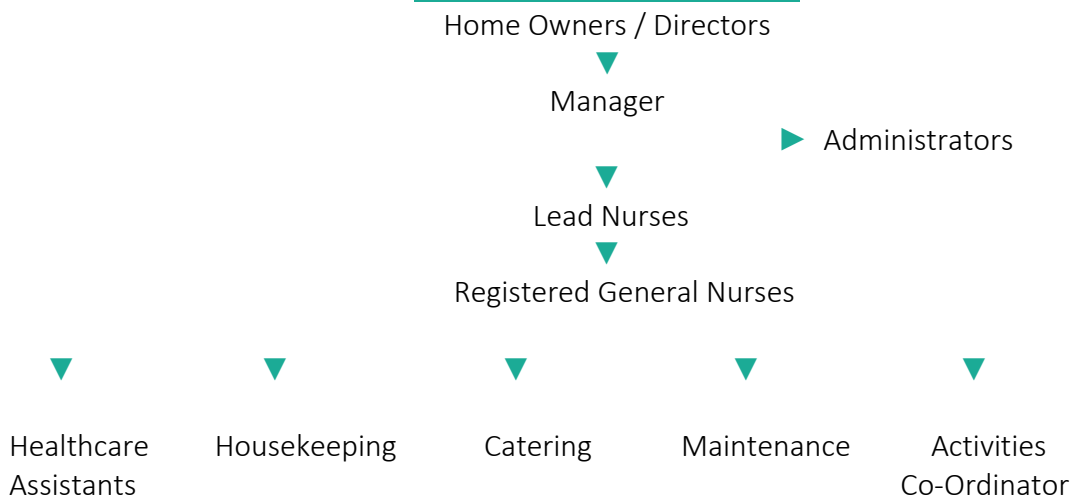 Home Owners / Directors
Manager
Administrators
Lead Nurses
Registered General Nurses
Healthcare Assistants
Housekeeping
Catering
Maintenance
Activities
Co-Ordinator